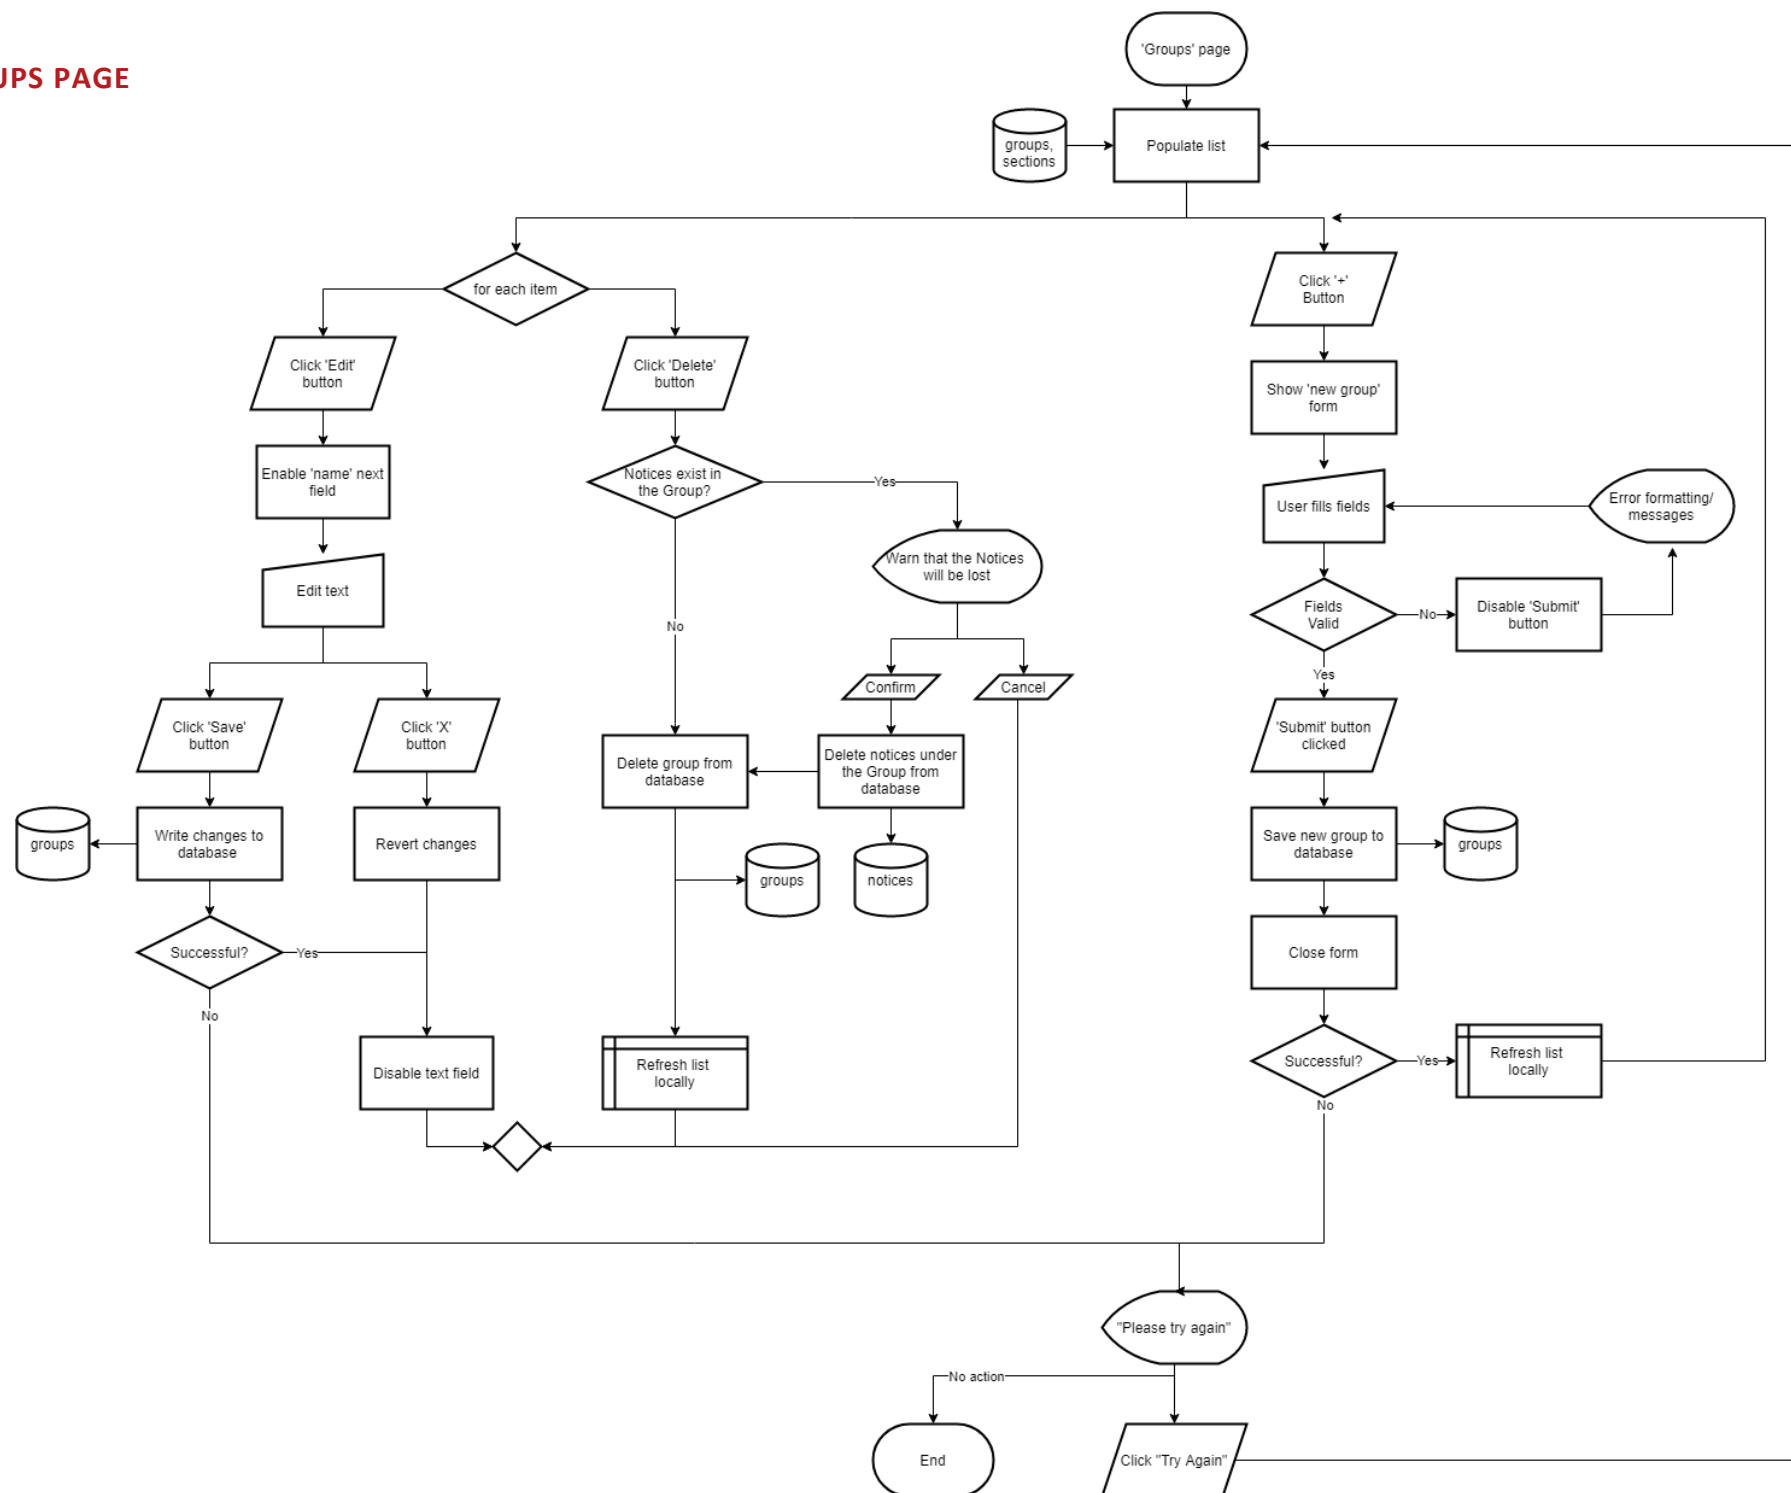 UPS PAGE
'Groups' page
groups,
sections
Populate list
for each item
Click '+'
Button
Click 'Edit'
button
Click 'Delete'
button
Show 'new group'
form
Enable 'name' next
field
Notices exist in
the Group?
Yes
User fills fields
Error formatting/
messages
Warn that the Notices
will be lost
Edit text
No
Fields
Valid
No
Disable 'Submit'
button
Yes
Confirm
Cancel
Click 'Save'
button
Click 'X'
button
'Submit' button
clicked
Delete group from
database
Delete notices under
the Group from
database
groups
Write changes to
database
Revert changes
groups
notices
Save new group to
database
groups
Successful?
Yes
Close form
No
Disable text field
Refresh list
locally
Successful?
Yes
Refresh list
locally
No
"Please try again"
No action
End
Click "Try Again"